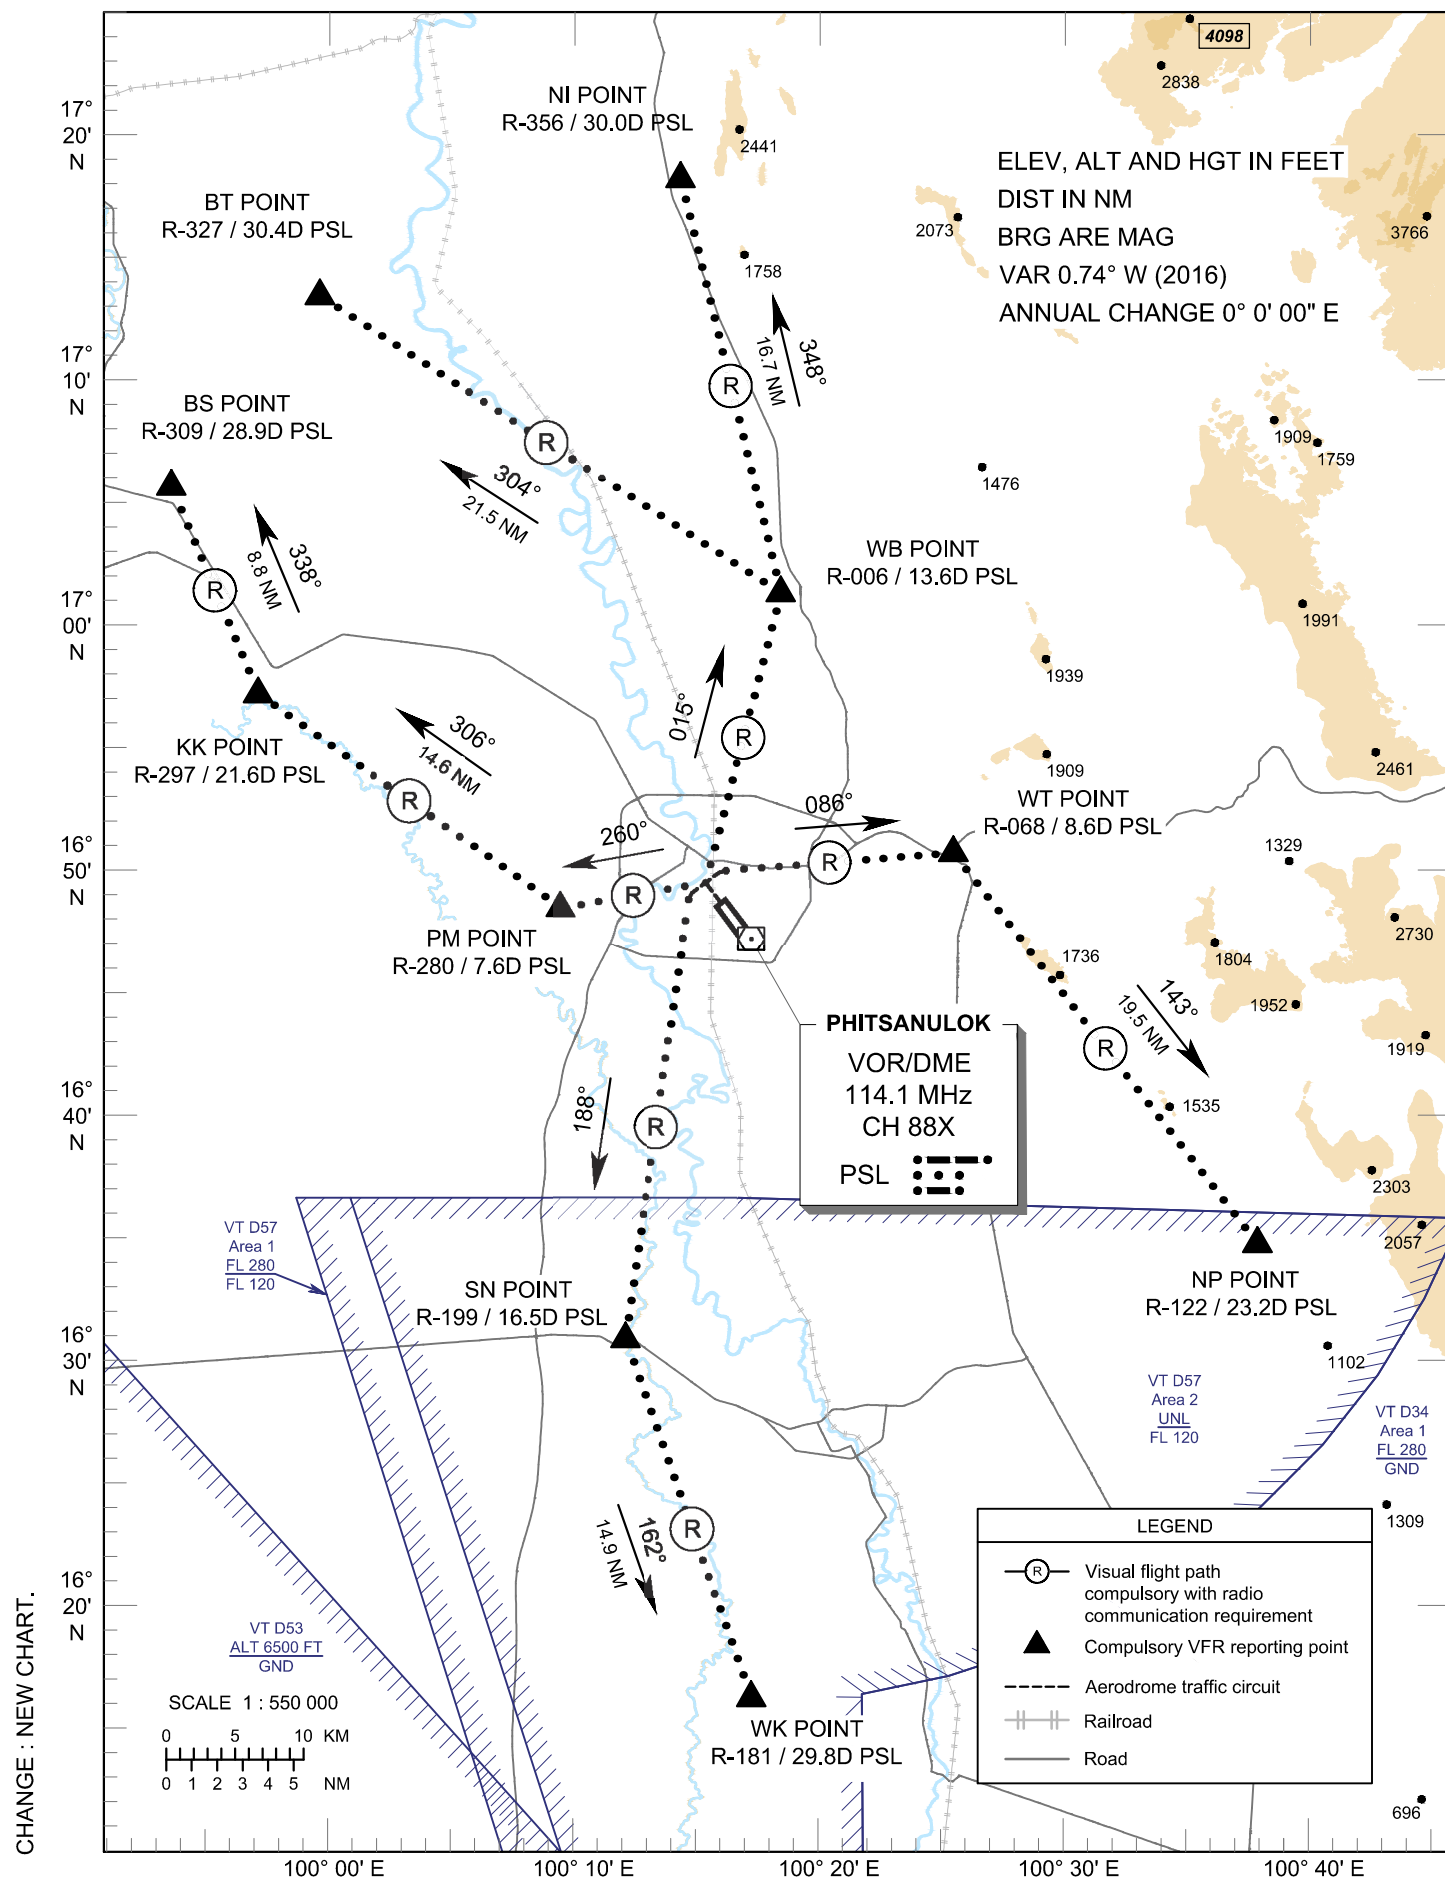 4098
2838
NI POINT
R-356 / 30.0D PSL
17°
20'
N
2441
ELEV, ALT AND HGT IN FEET
DIST IN NM
BRG ARE MAG
VAR 0.74° W (2016)
ANNUAL CHANGE 0° 0' 00" E
BT POINT
R-327 / 30.4D PSL
2073
3766
1758
348°
16.7 NM
17°
10'
N
BS POINT
R-309 / 28.9D PSL
1909
1759
304°
21.5 NM
1476
WB POINT
R-006 / 13.6D PSL
338°
8.8 NM
R
R
R
17°
00'
N
1991
1939
015°
306°
14.6 NM
KK POINT
R-297 / 21.6D PSL
R
R
1909
2461
WT POINT
R-068 / 8.6D PSL
086°
260°
16°
50'
N
1329
R
R
PM POINT
R-280 / 7.6D PSL
2730
1736
1804
1952
143°
19.5 NM
1919
PHITSANULOK
VOR/DME
114.1 MHz
CH 88X
PSL
R
16°
40'
N
188°
R
1535
2303
2057
VT D57
Area 1
FL 280
FL 120
SN POINT
R-199 / 16.5D PSL
NP POINT
R-122 / 23.2D PSL
16°
30'
N
1102
VT D57
Area 2
UNL
FL 120
VT D34
Area 1
FL 280
GND
1309
162°
14.9 NM
R
LEGEND
R
Visual flight path
compulsory with radio
communication requirement
Compulsory VFR reporting point
Aerodrome traffic circuit
Railroad
Road
16°
20'
N
VT D53
ALT 6500 FT
GND
SCALE 1 : 550 000
0 5 10 KM
0 1 2 3 4 5 NM
WK POINT
R-181 / 29.8D PSL
696
CHANGE : NEW CHART.
100° 00' E
100° 10' E
100° 20' E
100° 30' E
100° 40' E